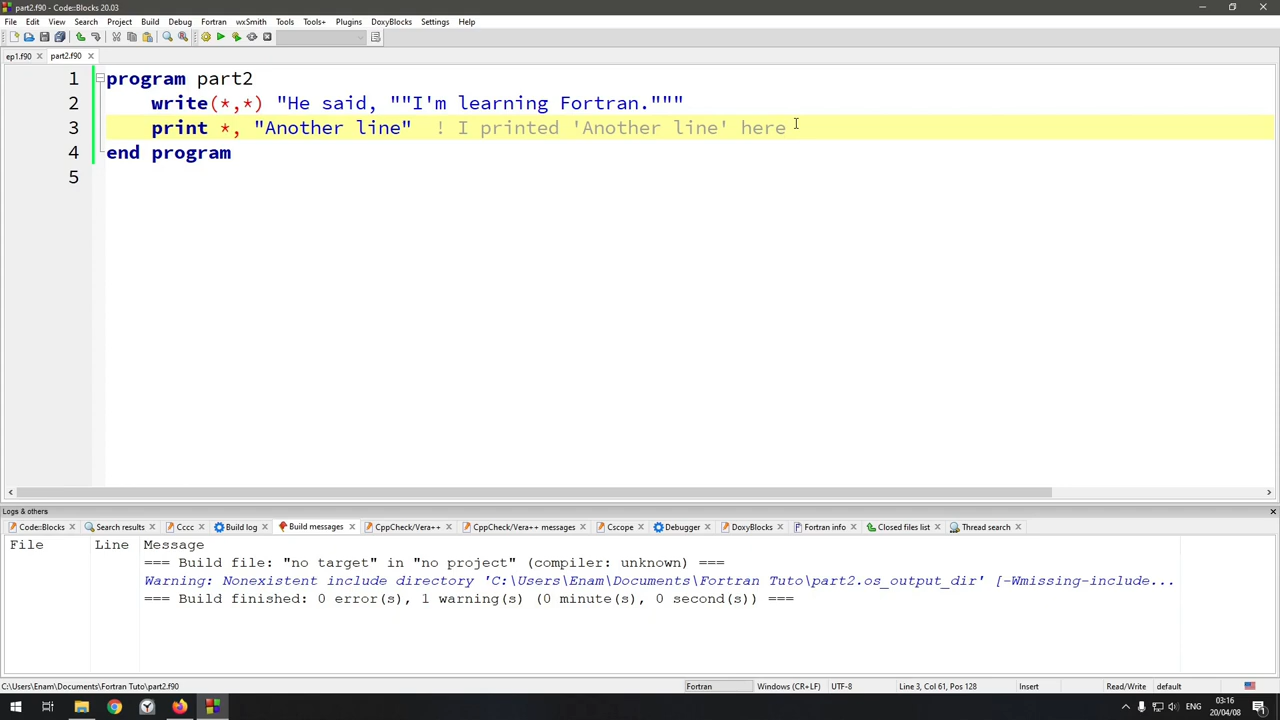 part2.f90 - Code::Blocks 20.03
File Edit View Search Project Build Debug Fortran wxSmith Tools Tools+ Plugins DoxyBlocks Settings Help
ep1.f90 part2.f90
1 program part2
2 write(*,*) "He said, ""I'm learning Fortran."""
3 print *, "Another line" ! I printed 'Another line' here
4 end program
5
Logs & others
Code::Blocks Search results Cccc Build log Build messages CppCheck/Vera++ CppCheck/Vera++ messages Cscope Debugger DoxyBlocks Fortran info Closed files list Thread search
File Line Message
=== Build file: "no target" in "no project" (compiler: unknown) ===
Warning: Nonexistent include directory 'C:\Users\Enam\Documents\Fortran Tuto\part2.os_output_dir' [-Wmissing-include...
=== Build finished: 0 error(s), 1 warning(s) (0 minute(s), 0 second(s)) ===
C:\Users\Enam\Documents\Fortran Tuto\part2.f90 Fortran Windows (CR+LF) UTF-8 Line 3, Col 61, Pos 128 Insert Read/Write default
ENG 03:16
20/04/08